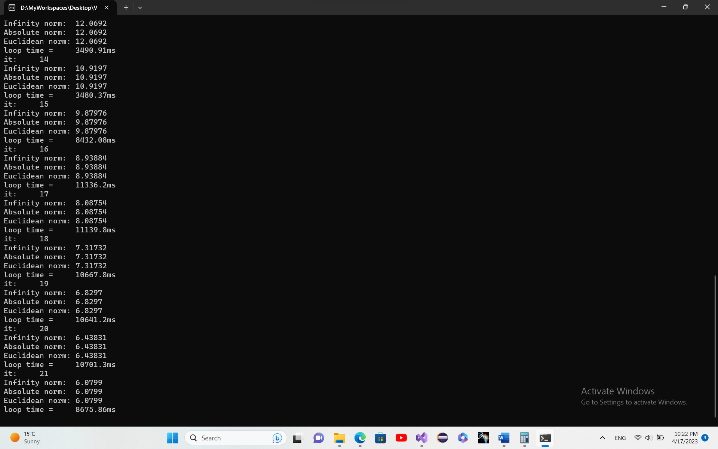 D:\MyWorkspaces\Desktop\V
Infinity norm: 12.0692
Absolute norm: 12.0692
Euclidean norm: 12.0692
loop time = 3490.91ms
it: 14
Infinity norm: 10.9197
Absolute norm: 10.9197
Euclidean norm: 10.9197
loop time = 3480.37ms
it: 15
Infinity norm: 9.87976
Absolute norm: 9.87976
Euclidean norm: 9.87976
loop time = 8432.08ms
it: 16
Infinity norm: 8.93884
Absolute norm: 8.93884
Euclidean norm: 8.93884
loop time = 11336.2ms
it: 17
Infinity norm: 8.08754
Absolute norm: 8.08754
Euclidean norm: 8.08754
loop time = 11139.8ms
it: 18
Infinity norm: 7.31732
Absolute norm: 7.31732
Euclidean norm: 7.31732
loop time = 10667.8ms
it: 19
Infinity norm: 6.8297
Absolute norm: 6.8297
Euclidean norm: 6.8297
loop time = 10641.2ms
it: 20
Infinity norm: 6.43831
Absolute norm: 6.43831
Euclidean norm: 6.43831
loop time = 10701.3ms
it: 21
Infinity norm: 6.0799
Absolute norm: 6.0799
Euclidean norm: 6.0799
loop time = 8675.86ms
Activate Windows
Go to Settings to activate Windows.
15°C
Sunny
Search
ENG
10:22 PM
4/17/2023